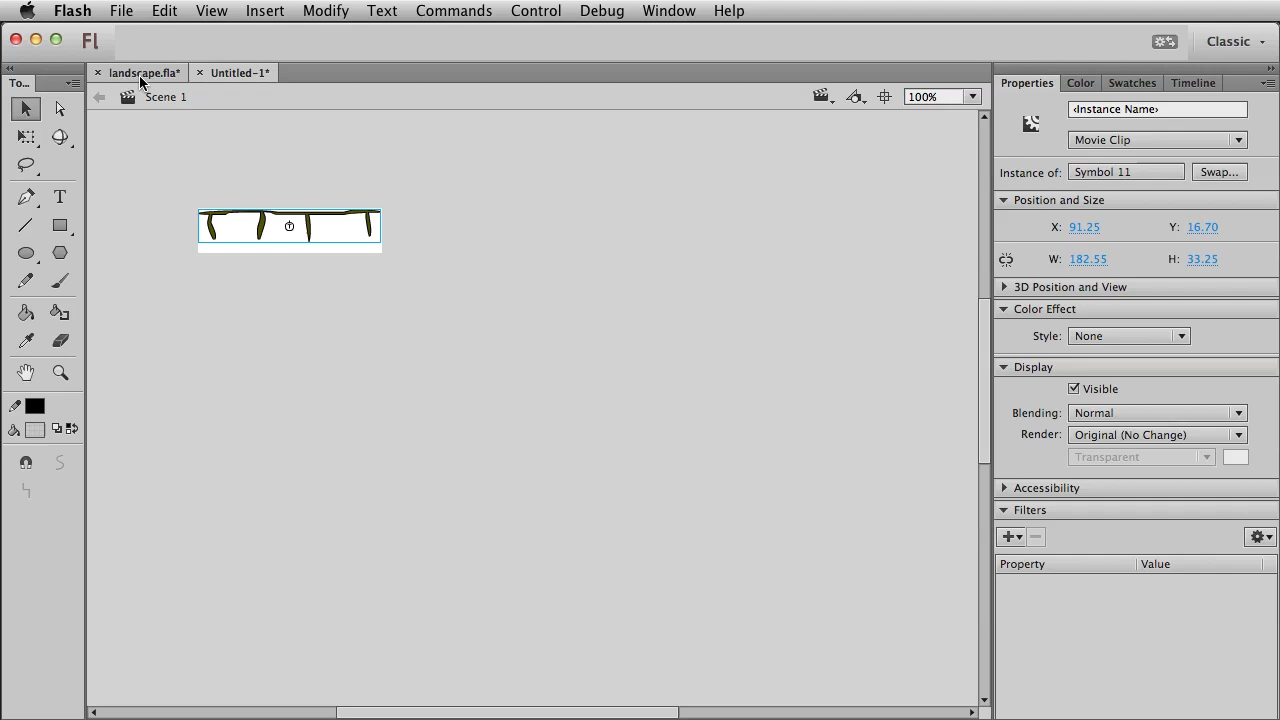 Flash File Edit View Insert Modify Text Commands Control Debug Window Help
Fl
Classic
landscape.fla*
Untitled-1*
Scene 1
100%
To...
T
Properties Color Swatches Timeline
‹Instance Name›
Movie Clip
Instance of: Symbol 11 Swap...
Position and Size
X: 91.25 Y: 16.70
W: 182.55 H: 33.25
3D Position and View
Color Effect
Style: None
Display
Visible
Blending: Normal
Render: Original (No Change)
Transparent
Accessibility
Filters
Property Value